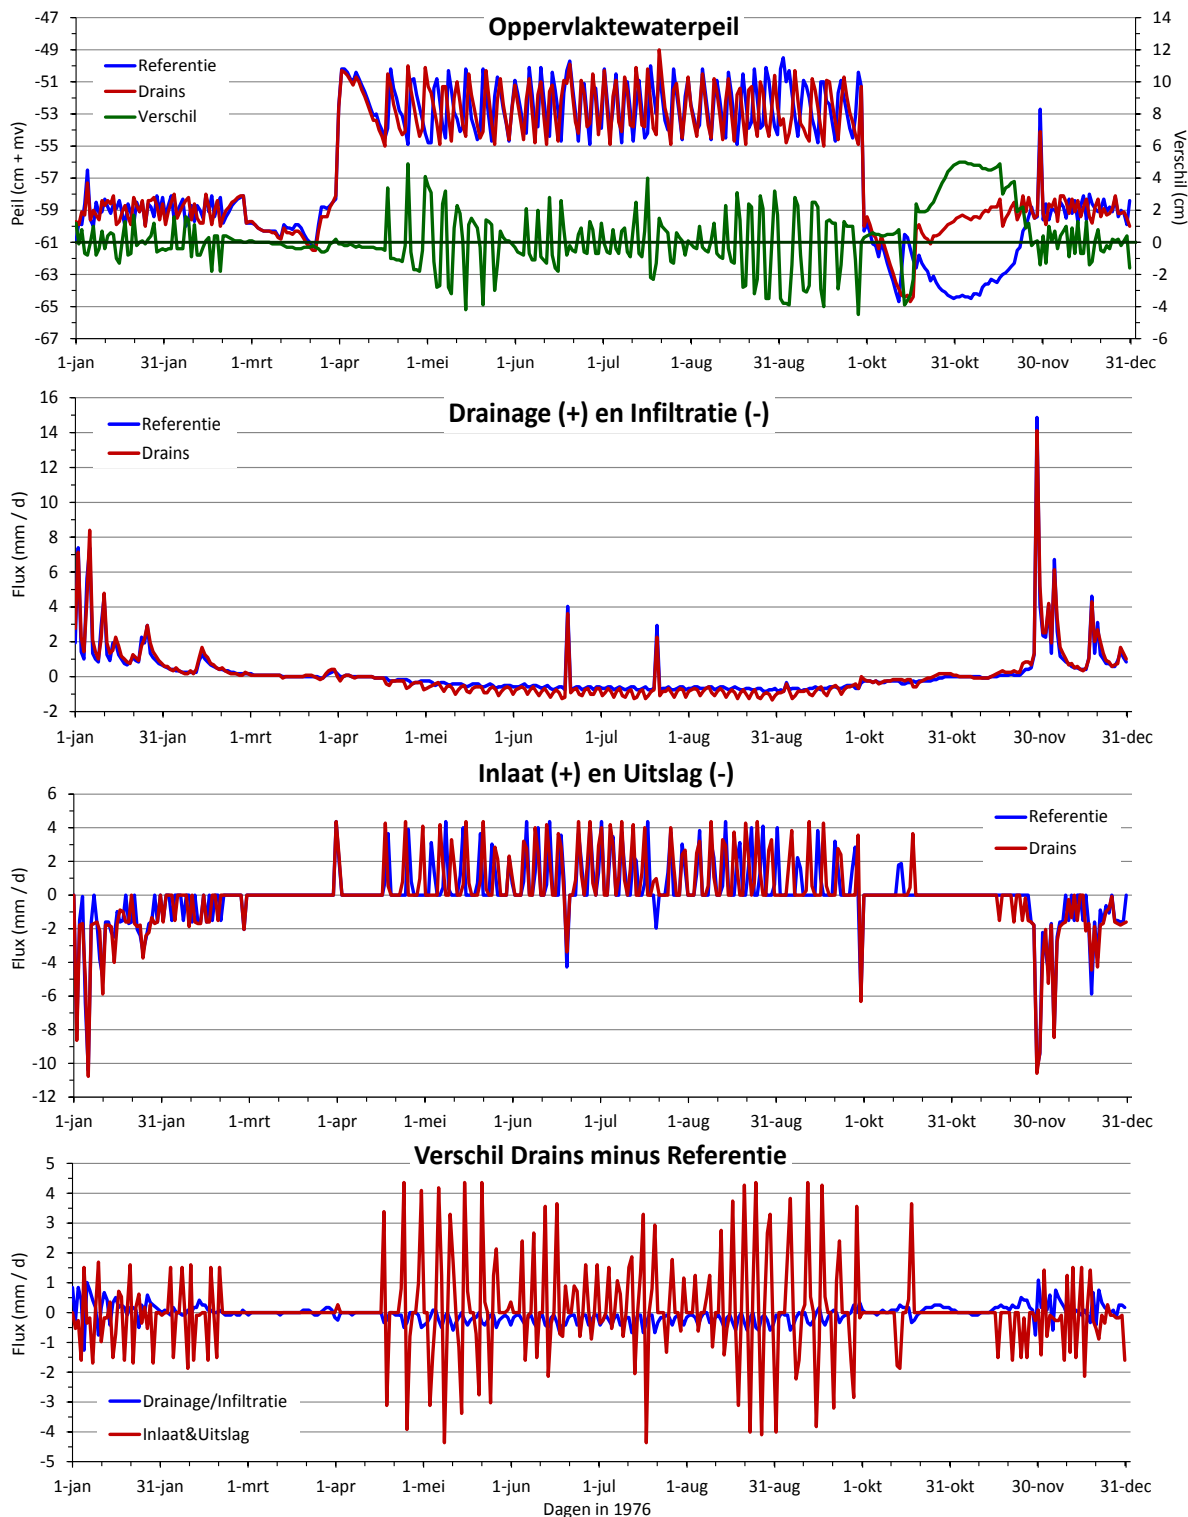 Oppervlaktewaterpeil
Referentie
Drains
Verschil
Peil (cm + mv)
Verschil (cm)
-47
-49
-51
-53
-55
-57
-59
-61
-63
-65
-67
14
12
10
8
6
4
2
0
-2
-4
-6
1-jan 31-jan 1-mrt 1-apr 1-mei 1-jun 1-jul 1-aug 31-aug 1-okt 31-okt 30-nov 31-dec
Drainage (+) en Infiltratie (-)
Referentie
Drains
Flux (mm / d)
16
14
12
10
8
6
4
2
0
-2
1-jan 31-jan 1-mrt 1-apr 1-mei 1-jun 1-jul 1-aug 31-aug 1-okt 31-okt 30-nov 31-dec
Inlaat (+) en Uitslag (-)
Referentie
Drains
Flux (mm / d)
6
4
2
0
-2
-4
-6
-8
-10
-12
1-jan 31-jan 1-mrt 1-apr 1-mei 1-jun 1-jul 1-aug 31-aug 1-okt 31-okt 30-nov 31-dec
Verschil Drains minus Referentie
Flux (mm / d)
5
4
3
2
1
0
-1
-2
-3
-4
-5
Drainage/Infiltratie
Inlaat&Uitslag
1-jan 31-jan 1-mrt 1-apr 1-mei 1-jun 1-jul 1-aug 31-aug 1-okt 31-okt 30-nov 31-dec
Dagen in 1976